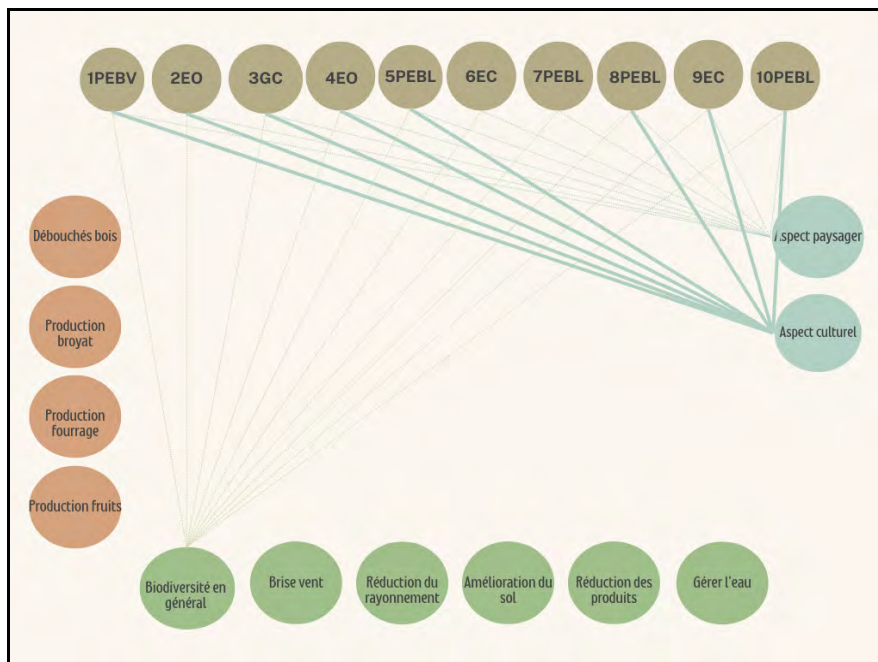 1PEBV 2EO 3GC 4EO 5PEBL 6EC 7PEBL 8PEBL 9EC 10PEBL
Débouchés bois
Aspect paysager
Production
broyat
Aspect culturel
Production
fourrage
Production fruits
Biodiversité en
général
Brise vent
Réduction du
rayonnement
Amélioration du
sol
Réduction des
produits
Gérer l'eau